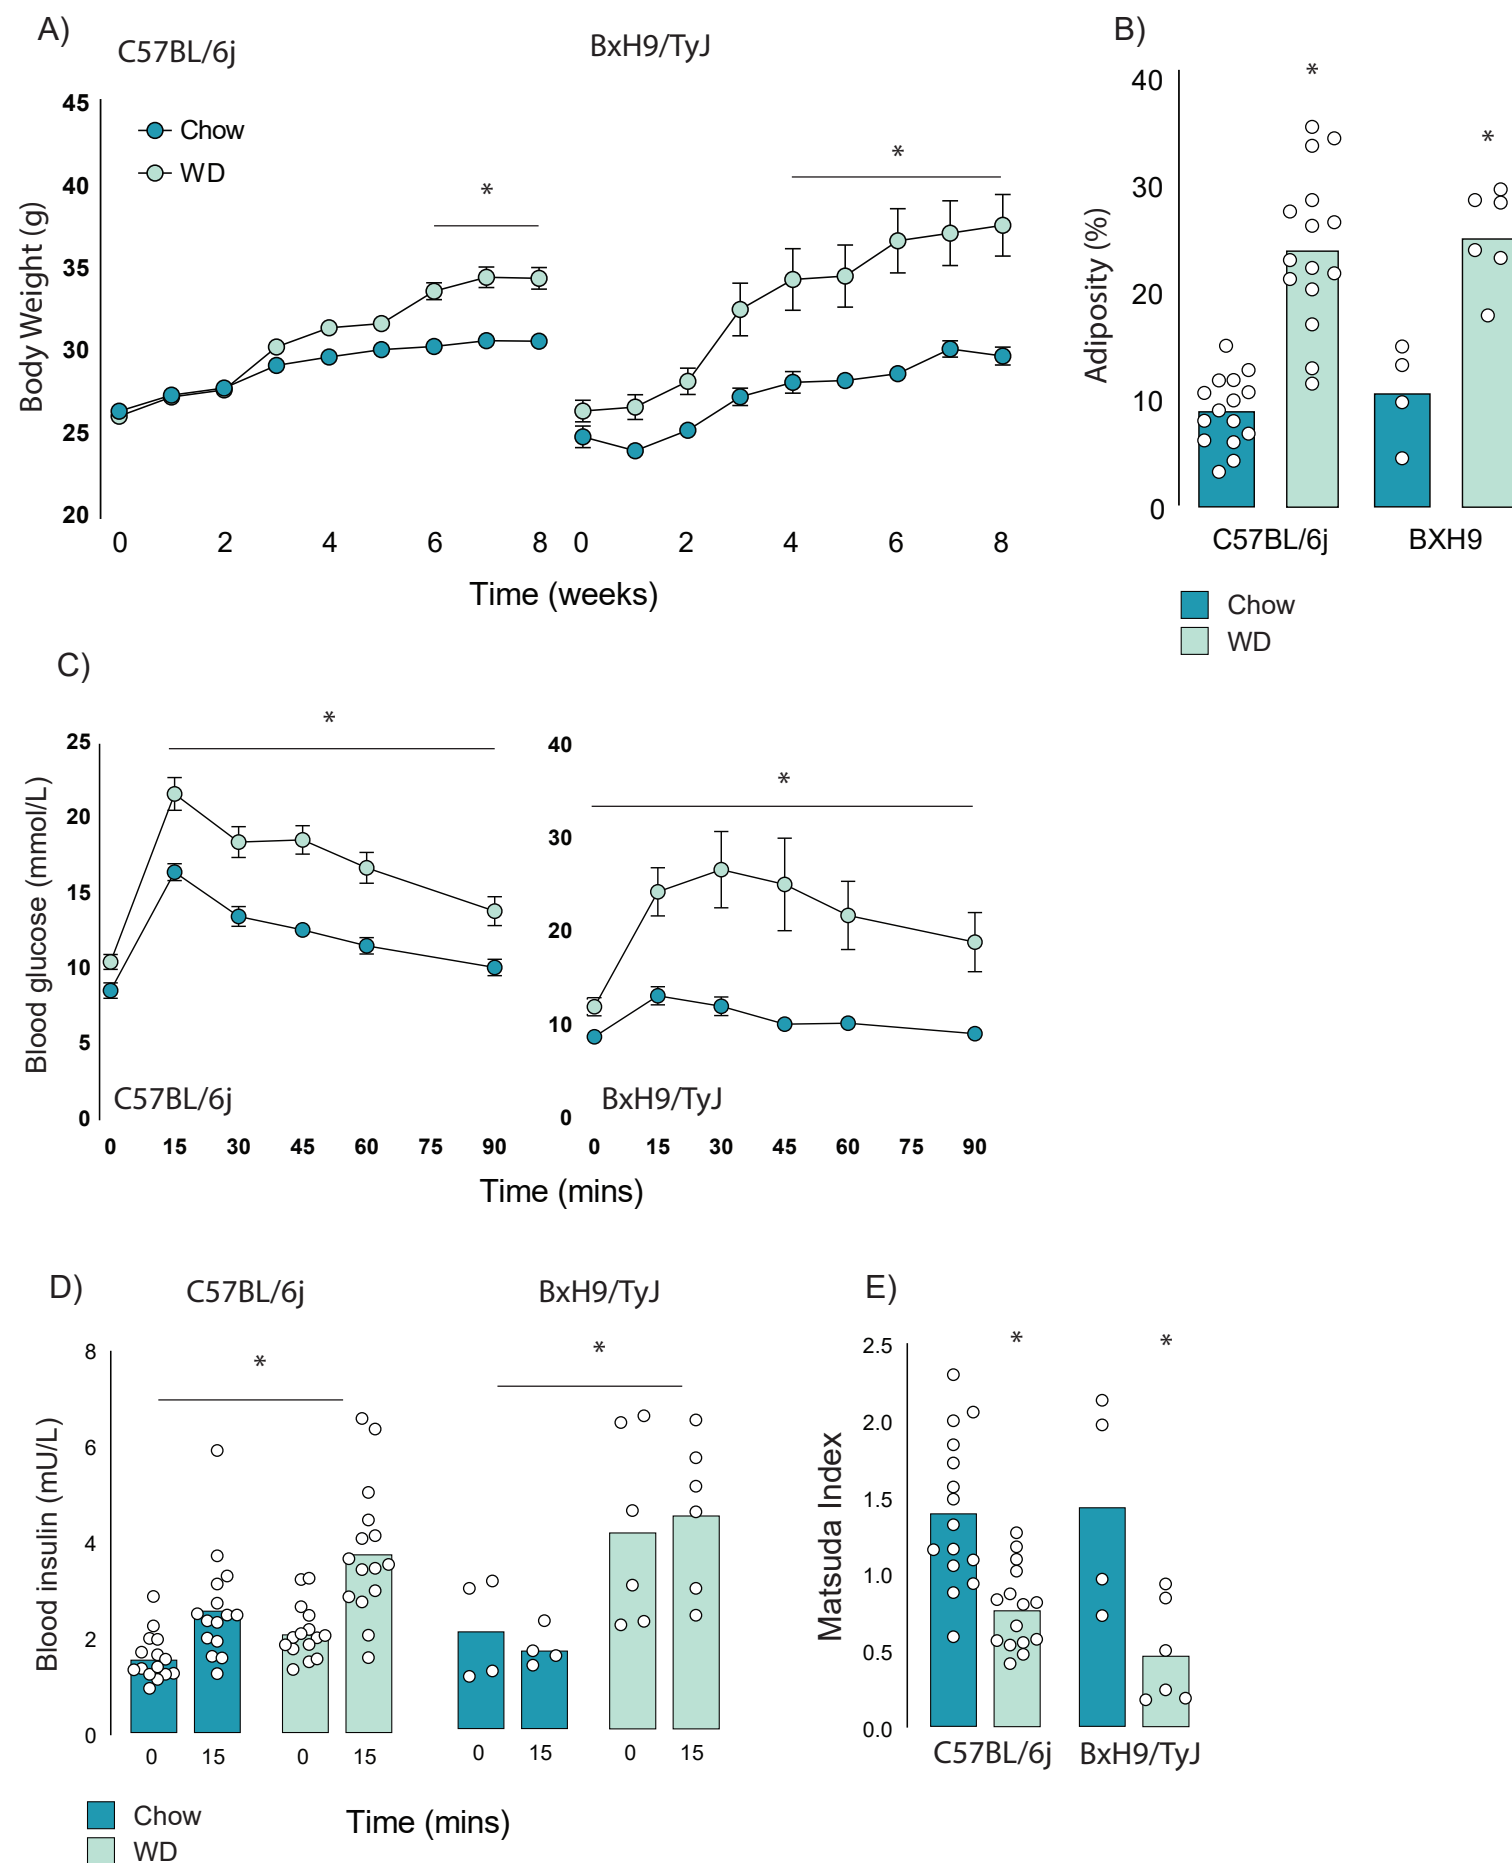 A)
C57BL/6j
BxH9/TyJ
Chow
WD
*
*
Body Weight (g)
45
40
35
30
25
20
0 2 4 6 8
0 2 4 6 8
Time (weeks)
B)
*
*
Adiposity (%)
40
30
20
10
0
C57BL/6j
BXH9
Chow
WD
C)
*
Blood glucose (mmol/L)
25
20
15
10
5
0
C57BL/6j
0 15 30 45 60 75 90
*
40
30
20
10
0
BxH9/TyJ
0 15 30 45 60 75 90
Time (mins)
D)
C57BL/6j
BxH9/TyJ
*
*
Blood insulin (mU/L)
8
6
4
2
0
0 15 0 15 0 15 0 15
Chow
WD
Time (mins)
E)
*
*
Matsuda Index
2.5
2.0
1.5
1.0
0.5
0.0
C57BL/6j
BxH9/TyJ